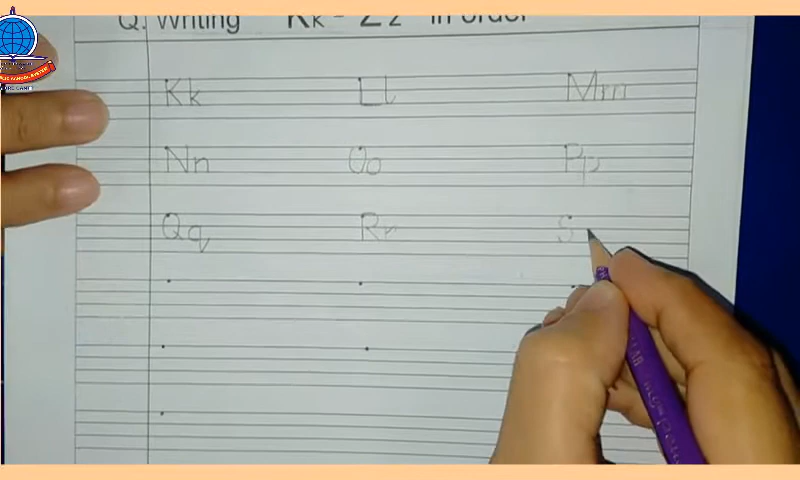 Q. Writing Kk - Zz in order
Kk Ll Mm
Nn Oo Pp
Qq Rr S